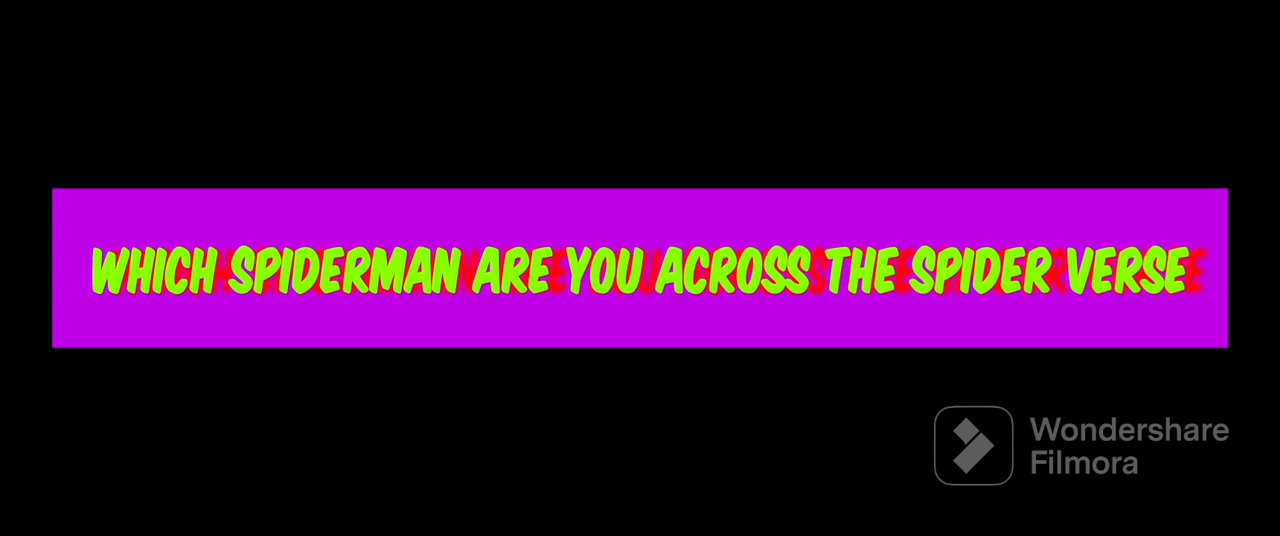 WHICH SPIDERMAN ARE YOU ACROSS THE SPIDER VERSE
Wondershare
Filmora